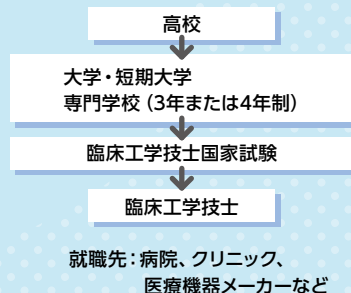 高校
大学・短期大学
専門学校（3年または4年制）
臨床工学技士国家試験
臨床工学技士
就職先：病院、クリニック、
医療機器メーカーなど